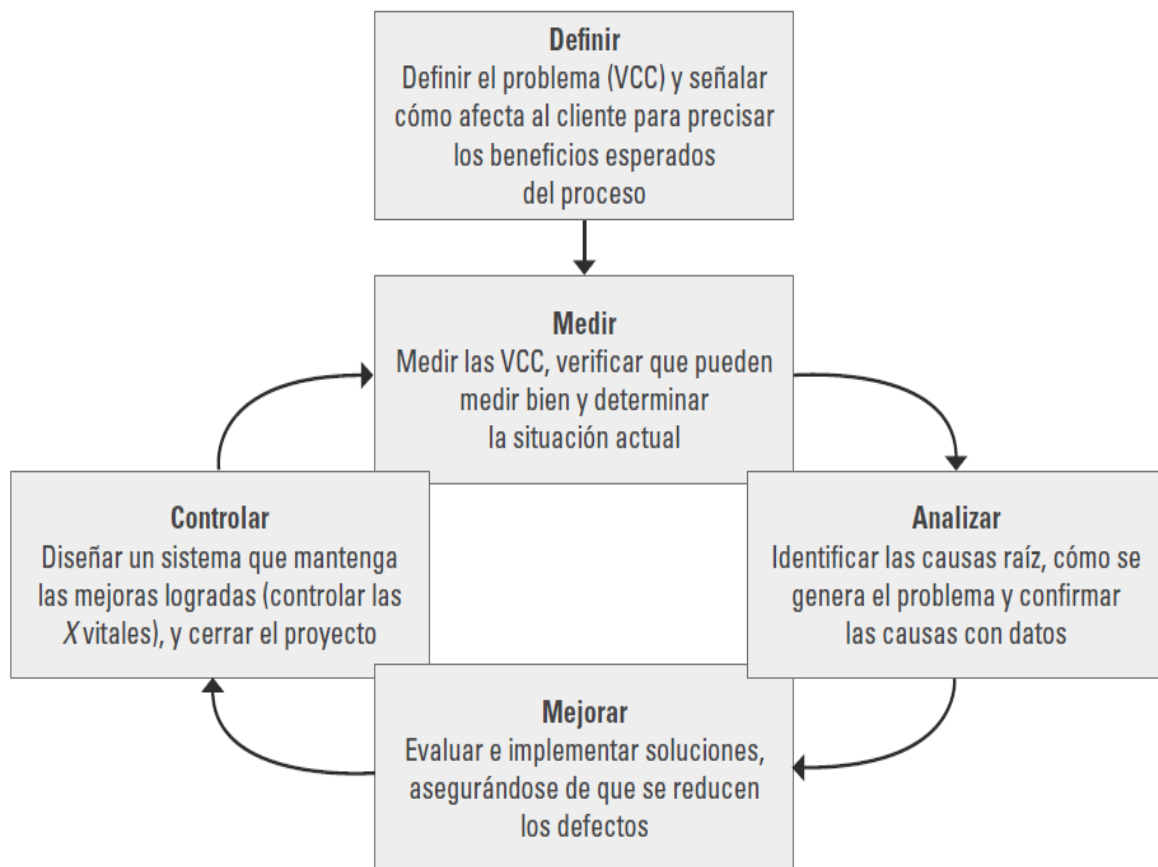 Definir
Definir el problema (VCC) y señalar
cómo afecta al cliente para precisar
los beneficios esperados
del proceso
Medir
Medir las VCC, verificar que pueden
medir bien y determinar
la situación actual
Analizar
Identificar las causas raíz, cómo se
genera el problema y confirmar
las causas con datos
Mejorar
Evaluar e implementar soluciones,
asegurándose de que se reducen
los defectos
Controlar
Diseñar un sistema que mantenga
las mejoras logradas (controlar las
X vitales), y cerrar el proyecto